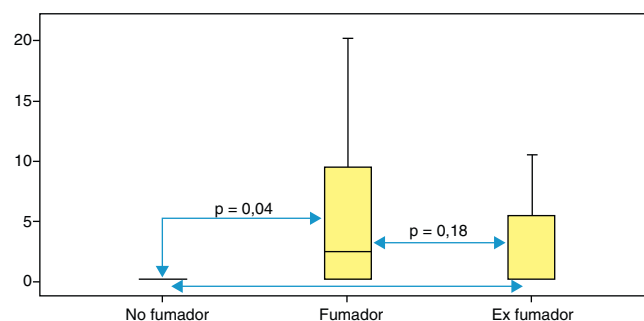 20
15
10
5
0
p = 0,04
p = 0,18
No fumador
Fumador
Ex fumador